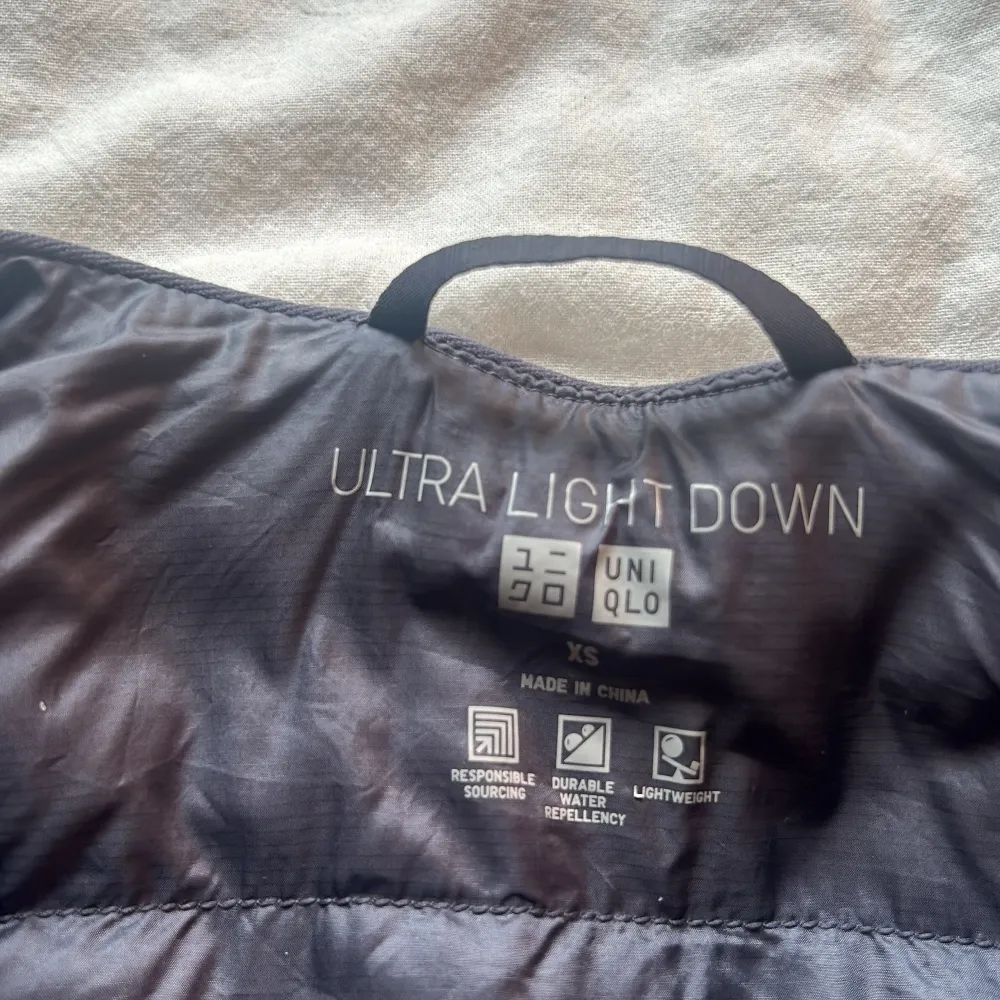 ULTRA LIGHT DOWN
ユニ UNI
クロ QLO
XS
MADE IN CHINA
RESPONSIBLE SOURCING
DURABLE WATER REPELLENCY
LIGHTWEIGHT